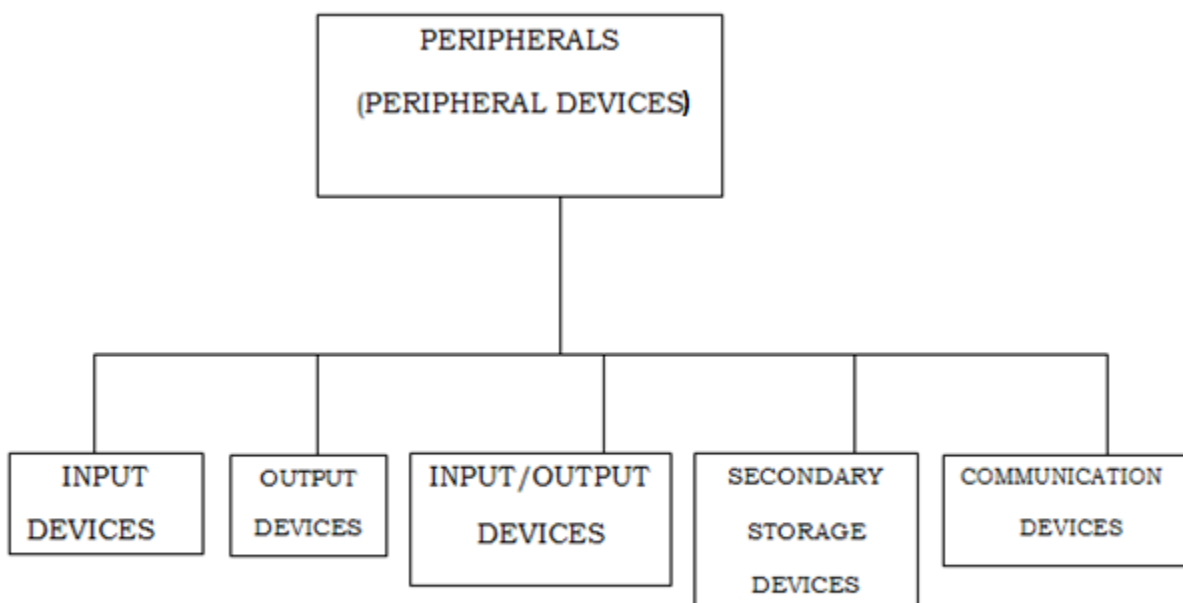 PERIPHERALS
(PERIPHERAL DEVICES)
INPUT
DEVICES
OUTPUT
DEVICES
INPUT/OUTPUT
DEVICES
SECONDARY
STORAGE
DEVICES
COMMUNICATION
DEVICES